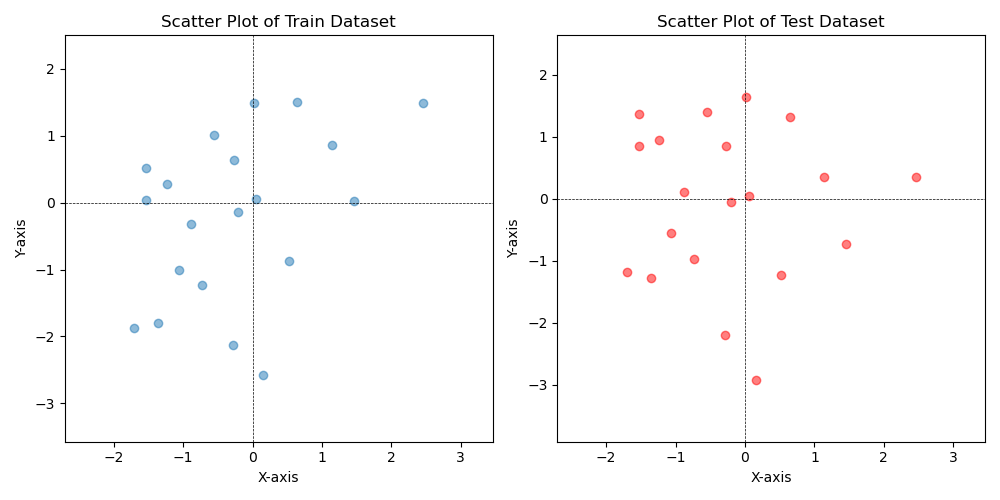 Scatter Plot of Train Dataset
Y-axis
2
1
0
−1
−2
−3
−2 −1 0 1 2 3
X-axis
Scatter Plot of Test Dataset
Y-axis
2
1
0
−1
−2
−3
−2 −1 0 1 2 3
X-axis